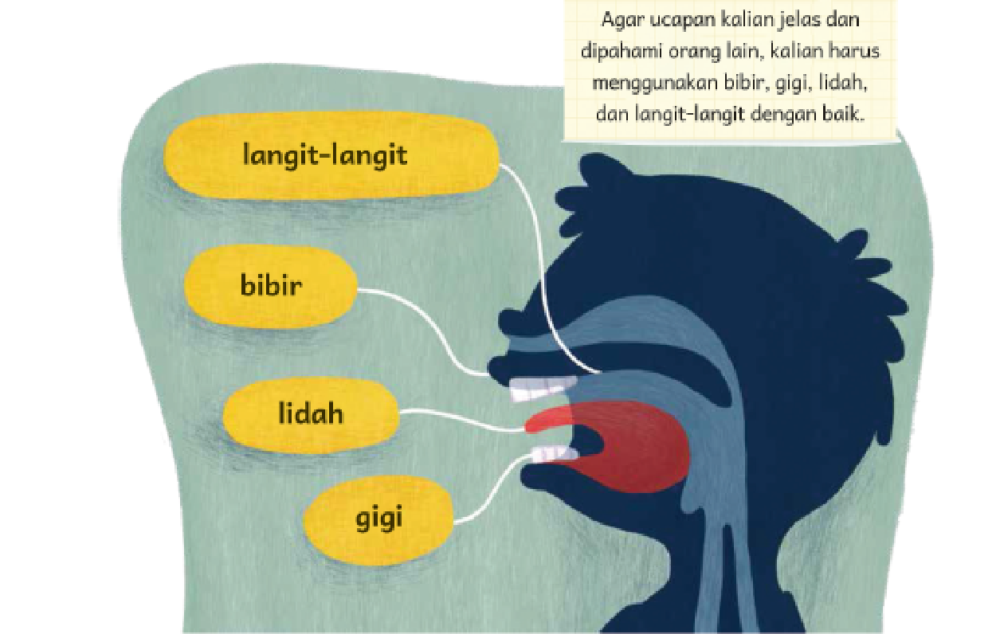 Agar ucapan kalian jelas dan
dipahami orang lain, kalian harus
menggunakan bibir, gigi, lidah,
dan langit-langit dengan baik.
langit-langit
bibir
lidah
gigi